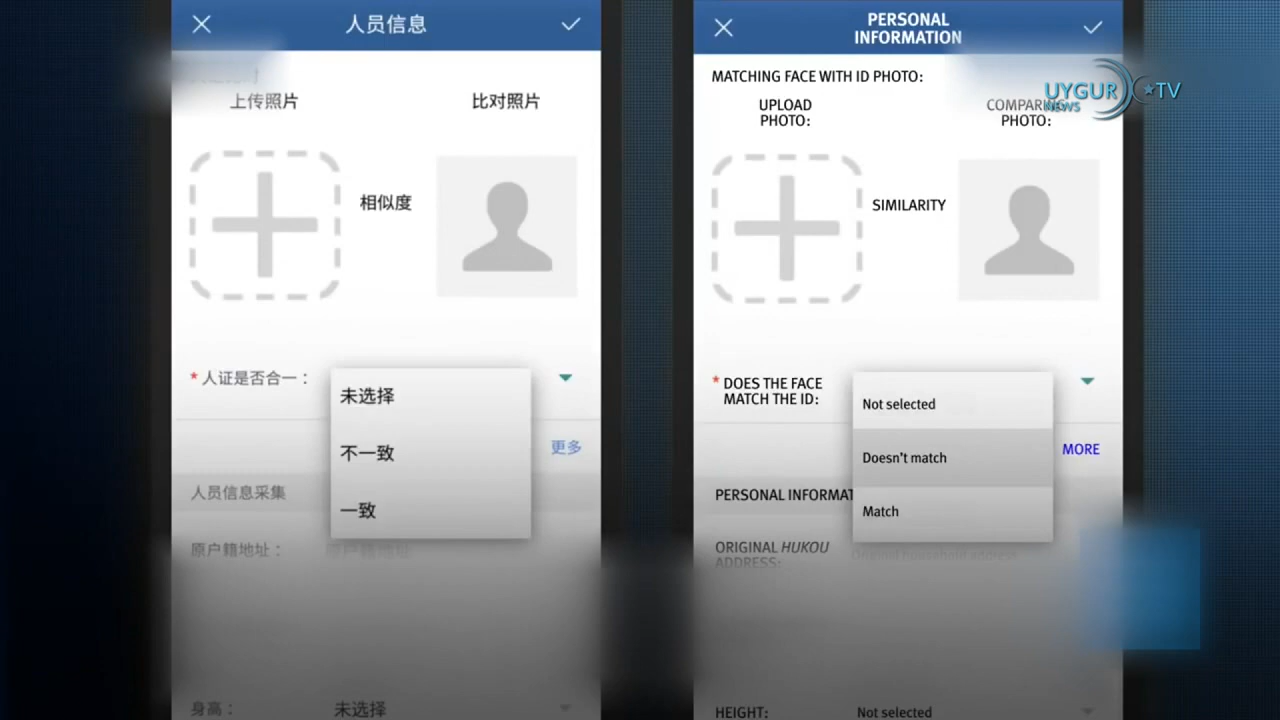 人员信息
上传照片
比对照片
相似度
* 人证是否合一：
未选择
不一致
一致
更多
人员信息采集
原户籍地址：
身高：
未选择
PERSONAL
INFORMATION
MATCHING FACE WITH ID PHOTO:
UPLOAD
PHOTO:
COMPARING
PHOTO:
UYGUR TV
NEWS
SIMILARITY
* DOES THE FACE
MATCH THE ID:
Not selected
Doesn't match
Match
MORE
PERSONAL INFORMAT
ORIGINAL HUKOU
ADDRESS:
Original household address
HEIGHT:
Not selected